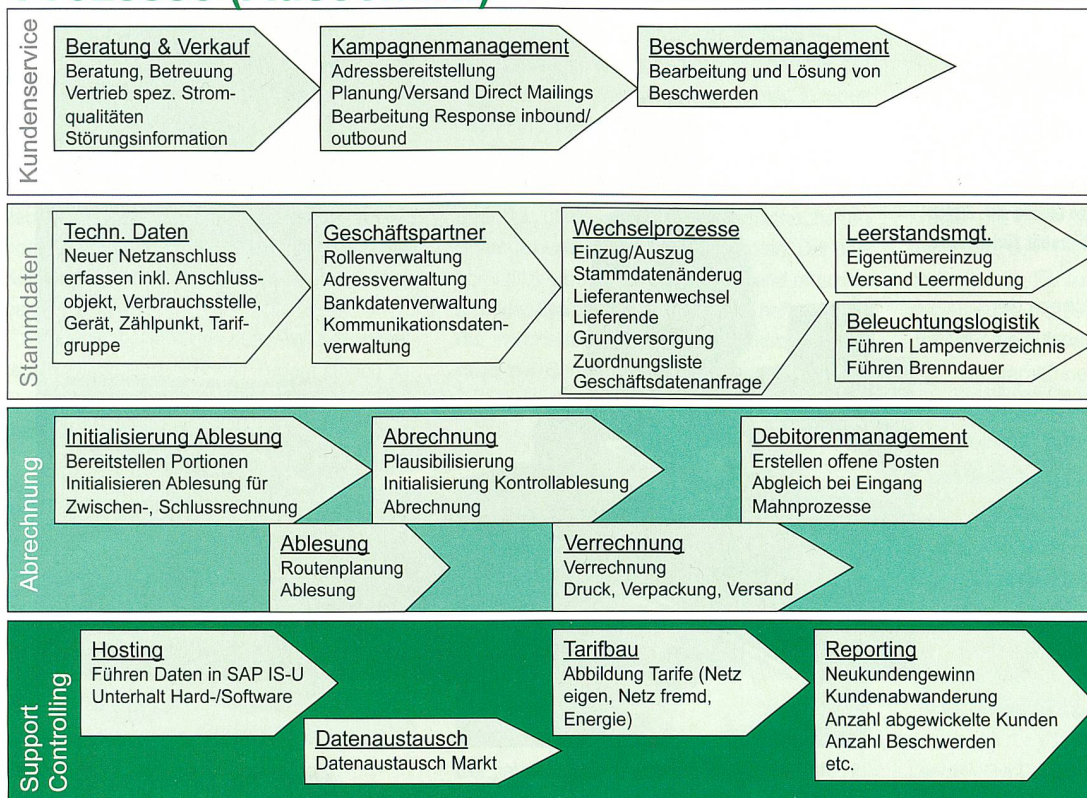 Kundenservice
Beratung & Verkauf
Beratung, Betreuung
Vertrieb spez. Strom-
qualitäten
Störungsinformation
Kampagnenmanagement
Adressbereitstellung
Planung/Versand Direct Mailings
Bearbeitung Response inbound/
outbound
Beschwerdemanagement
Bearbeitung und Lösung von
Beschwerden
Stammdaten
Techn. Daten
Neuer Netzanschluss
erfassen inkl. Anschluss-
objekt, Verbrauchsstelle,
Gerät, Zählpunkt, Tarif-
gruppe
Geschäftspartner
Rollenverwaltung
Adressverwaltung
Bankdatenverwaltung
Kommunikationsdaten-
verwaltung
Wechselprozesse
Einzug/Auszug
Stammdatenänderug
Lieferantenwechsel
Lieferende
Grundversorgung
Zuordnungsliste
Geschäftsdatenanfrage
Leerstandsmgt.
Eigentümereinzug
Versand Leermeldung
Beleuchtungslogistik
Führen Lampenverzeichnis
Führen Brenndauer
Abrechnung
Initialisierung Ablesung
Bereitstellen Portionen
Initialisieren Ablesung für
Zwischen-, Schlussrechnung
Ablesung
Routenplanung
Ablesung
Abrechnung
Plausibilisierung
Initialisierung Kontrollablesung
Abrechnung
Verrechnung
Verrechnung
Druck, Verpackung, Versand
Debitorenmanagement
Erstellen offene Posten
Abgleich bei Eingang
Mahnprozesse
Support
Controlling
Hosting
Führen Daten in SAP IS-U
Unterhalt Hard-/Software
Datenaustausch
Datenaustausch Markt
Tarifbau
Abbildung Tarife (Netz
eigen, Netz fremd,
Energie)
Reporting
Neukundengewinn
Kundenabwanderung
Anzahl abgewickelte Kunden
Anzahl Beschwerden
etc.